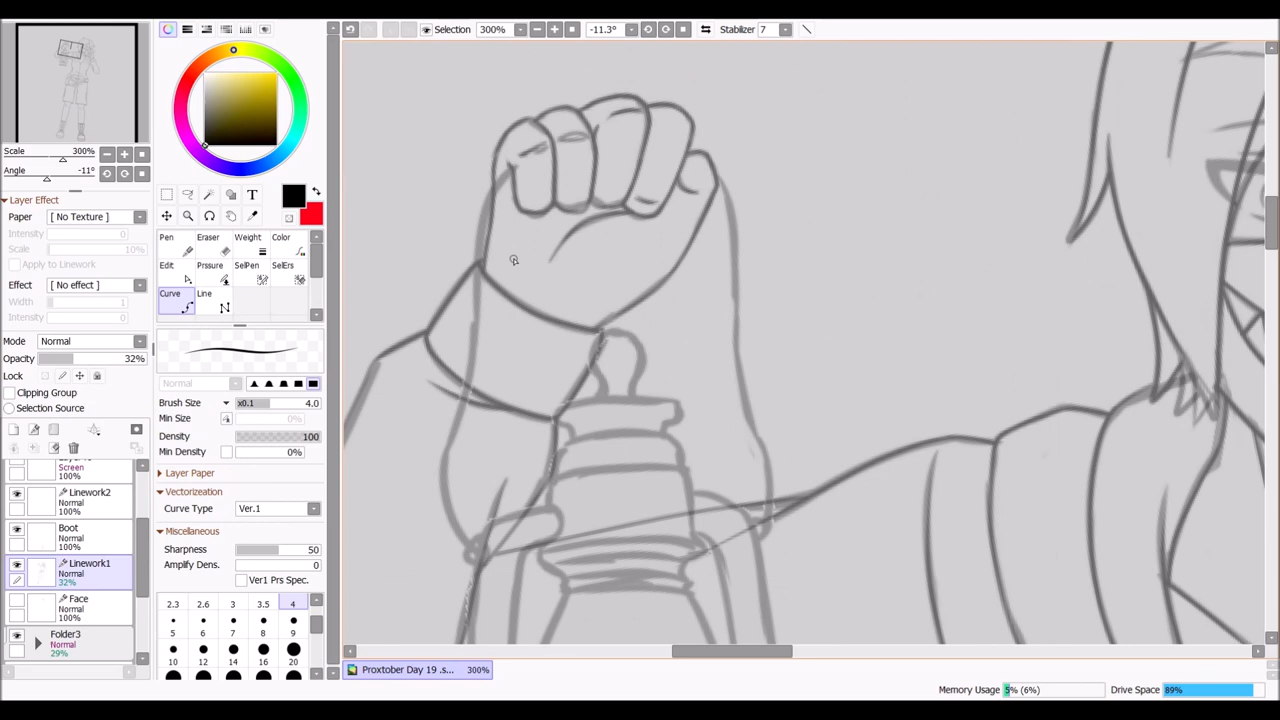 Selection 300% -11.3° Stabilizer 7
Scale 300%
Angle -11°
Layer Effect
Paper [ No Texture ]
Intensity 0
Scale 10%
Apply to Linework
Effect [ No effect ]
Width 1
Intensity 0
Mode Normal
Opacity 32%
Lock
Clipping Group
Selection Source
Screen
100%
Linework2
Normal
100%
Boot
Normal
100%
Linework1
Normal
32%
Face
Normal
100%
Folder3
Normal
29%
T
Pen Eraser Weight Color
Edit Prssure SelPen SelErs
Curve Line
Normal
Brush Size x0.1 4.0
Min Size 0%
Density 100
Min Density 0%
Layer Paper
Vectorization
Curve Type Ver.1
Miscellaneous
Sharpness 50
Amplify Dens. 0
Ver1 Prs Spec.
2.3 2.6 3 3.5 4
5 6 7 8 9
10 12 14 16 20
Proxtober Day 19 .s... 300%
Memory Usage 5% (6%) Drive Space 89%